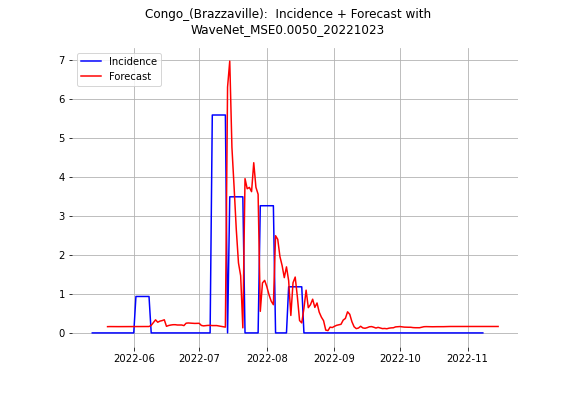 Congo_(Brazzaville):  Incidence + Forecast with
WaveNet_MSE0.0050_20221023
Incidence
Forecast
7
6
5
4
3
2
1
0
2022-06 2022-07 2022-08 2022-09 2022-10 2022-11